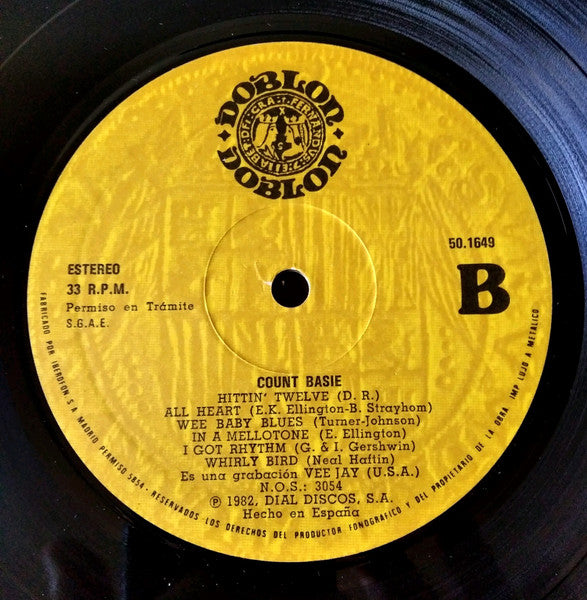 DOBLON
DOBLON
ESTEREO
33 R.P.M.
Permiso en Trámite
S.G.A.E.
50.1649
B
COUNT BASIE
HITTIN' TWELVE (D. R.)
ALL HEART (E.K. Ellington-B. Strayhom)
WEE BABY BLUES (Turner-Johnson)
IN A MELLOTONE (E. Ellington)
I GOT RHYTHM (G. & I. Gershwin)
WHIRLY BIRD (Neal Haftin)
Es una grabación VEE JAY (U.S.A.)
N.O.S.: 3054
℗ 1982, DIAL DISCOS, S.A.
Hecho en España
FABRICADO POR IBEROFON S.A. MADRID PERMISO 5854 - RESERVADOS LOS DERECHOS DEL PRODUCTOR FONOGRAFICO Y DEL PROPIETARIO DE LA OBRA. IMP LUJO A METALICO